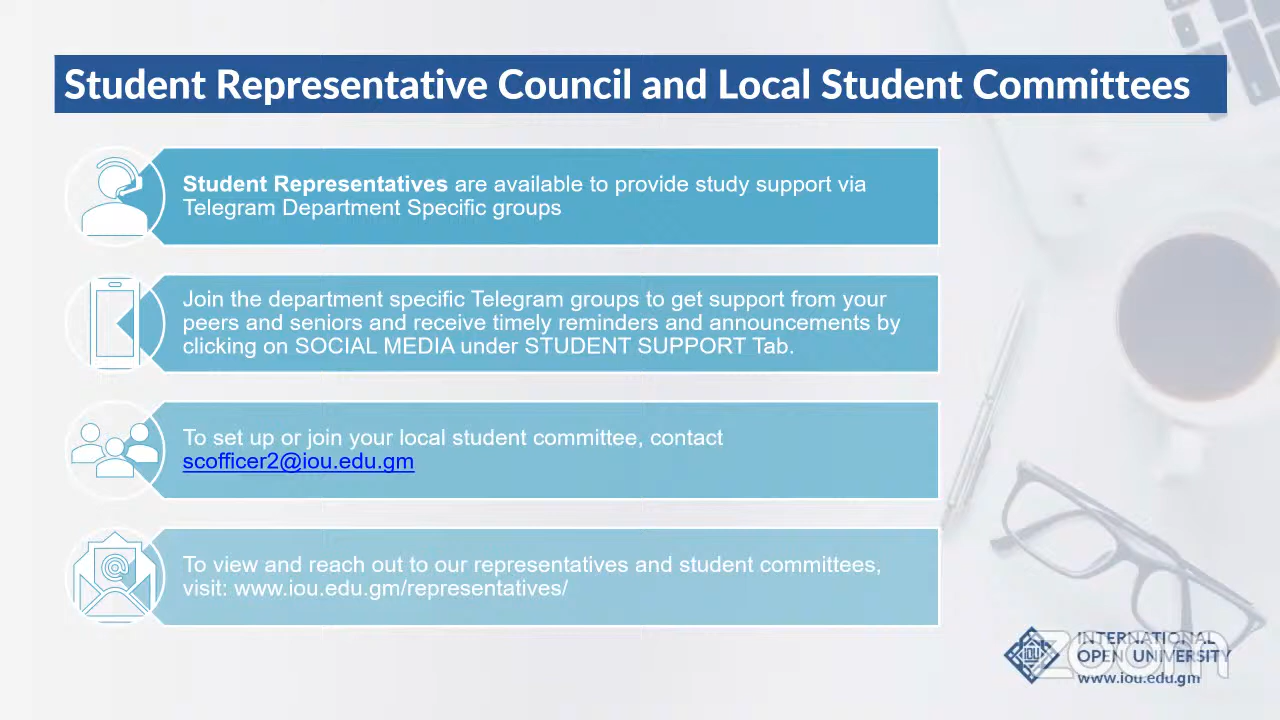 Student Representative Council and Local Student Committees
Student Representatives are available to provide study support via
Telegram Department Specific groups
Join the department specific Telegram groups to get support from your
peers and seniors and receive timely reminders and announcements by
clicking on SOCIAL MEDIA under STUDENT SUPPORT Tab.
To set up or join your local student committee, contact
scofficer2@iou.edu.gm
To view and reach out to our representatives and student committees,
visit: www.iou.edu.gm/representatives/
IOU
INTERNATIONAL
OPEN UNIVERSITY
www.iou.edu.gm
zoom